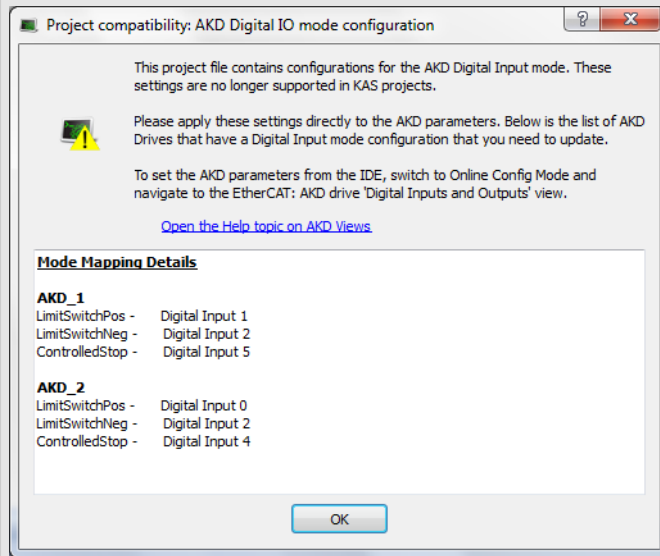 Project compatibility: AKD Digital IO mode configuration
This project file contains configurations for the AKD Digital Input mode. These
settings are no longer supported in KAS projects.
Please apply these settings directly to the AKD parameters. Below is the list of AKD
Drives that have a Digital Input mode configuration that you need to update.
To set the AKD parameters from the IDE, switch to Online Config Mode and
navigate to the EtherCAT: AKD drive 'Digital Inputs and Outputs' view.
Open the Help topic on AKD Views
Mode Mapping Details
AKD_1
LimitSwitchPos - Digital Input 1
LimitSwitchNeg - Digital Input 2
ControlledStop - Digital Input 5
AKD_2
LimitSwitchPos - Digital Input 0
LimitSwitchNeg - Digital Input 2
ControlledStop - Digital Input 4
OK